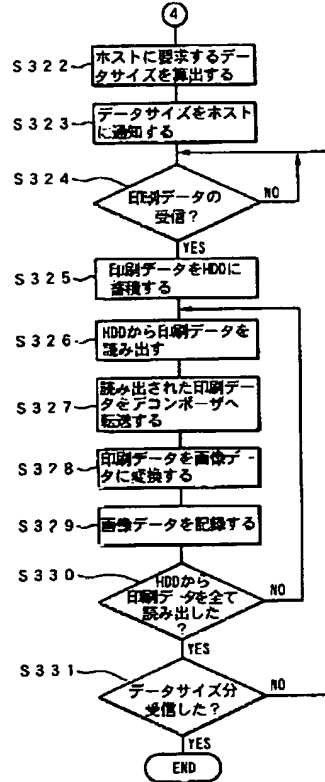 4
S322
ホストに要求するデー
タサイズを算出する
S323
データサイズをホスト
に通知する
S324
印刷データの
受信?
NO
YES
S325
印刷データをHDDに
蓄積する
S326
HDDから印刷データを
読み出す
S327
読み出された印刷デー
タをデコンポーザへ
転送する
S328
印刷データを画像デー
タに変換する
S329
画像データを記録する
S330
HDDから
印刷データを全て
読み出した
?
NO
YES
S331
データサイズ分
受信した?
NO
YES
END